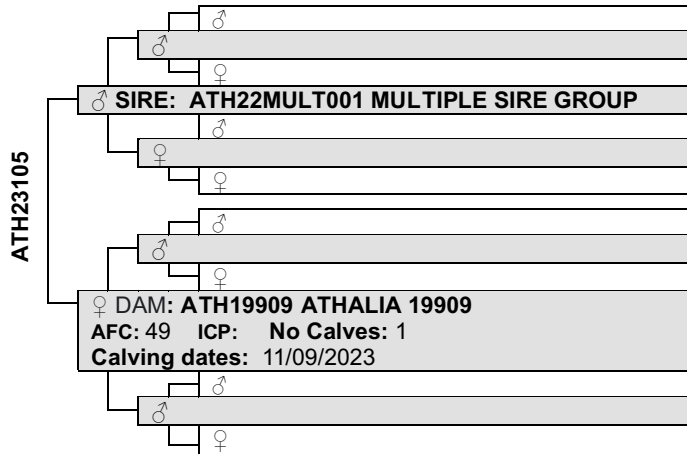 ♂
♂
♀
♂ SIRE: ATH22MULT001 MULTIPLE SIRE GROUP
♂
♀
♀
ATH23105
♂
♂
♀
♀ DAM: ATH19909 ATHALIA 19909
AFC: 49 ICP: No Calves: 1
Calving dates: 11/09/2023
♂
♂
♀